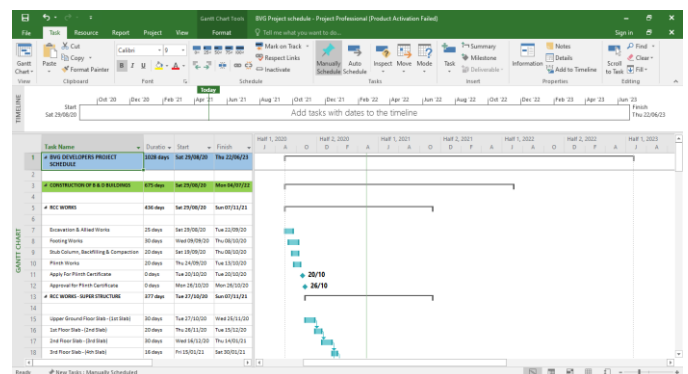 Gantt Chart Tools
BVG Project schedule - Project Professional (Product Activation Failed)
File Task Resource Report Project View Format Tell me what you want to do... Sign in
Gantt Chart
View
Paste
Cut
Copy
Format Painter
Clipboard
Calibri 9
B I U A
Font
Mark on Track
Respect Links
Inactivate
Schedule
Manually Schedule
Auto Schedule
Inspect Move Mode
Tasks
Task
Summary
Milestone
Deliverable
Insert
Information
Notes
Details
Add to Timeline
Properties
Scroll to Task
Find
Clear
Fill
Editing
Today
TIMELINE
Start
Sat 29/08/20
Oct '20 Dec '20 Feb '21 Apr '21 Jun '21 Aug '21 Oct '21 Dec '21 Feb '22 Apr '22 Jun '22 Aug '22 Oct '22 Dec '22 Feb '23 Apr '23 Jun '23
Add tasks with dates to the timeline
Finish
Thu 22/06/23
Half 1, 2020 Half 2, 2020 Half 1, 2021 Half 2, 2021 Half 1, 2022 Half 2, 2022 Half 1, 2023
Task Name Duratio Start Finish J A O D F A J A O D F A J A O D F A J A
GANTT CHART
1 BVG DEVELOPERS PROJECT SCHEDULE 1028 days Sat 29/08/20 Thu 22/06/23
2
3 CONSTRUCTION OF B & D BUILDINGS 675 days Sat 29/08/20 Mon 04/07/22
4
5 RCC WORKS 436 days Sat 29/08/20 Sun 07/11/21
6
7 Excavation & Allied Works 25 days Sat 29/08/20 Tue 22/09/20
8 Footing Works 30 days Wed 09/09/20 Thu 08/10/20
9 Stub Column, Backfilling & Compaction 20 days Sat 19/09/20 Thu 08/10/20
10 Plinth Works 20 days Thu 24/09/20 Tue 13/10/20
11 Apply For Plinth Certificate 0 days Tue 20/10/20 Tue 20/10/20 20/10
12 Approval for Plinth Certificate 0 days Mon 26/10/20 Mon 26/10/20 26/10
13 RCC WORKS - SUPER STRUCTURE 377 days Tue 27/10/20 Sun 07/11/21
14
15 Upper Ground Floor Slab - (1st Slab) 30 days Tue 27/10/20 Wed 25/11/20
16 1st Floor Slab - (2nd Slab) 20 days Thu 26/11/20 Tue 15/12/20
17 2nd Floor Slab - (3rd Slab) 30 days Wed 16/12/20 Thu 14/01/21
18 3rd Floor Slab - (4th Slab) 16 days Fri 15/01/21 Sat 30/01/21
Ready New Tasks : Manually Scheduled